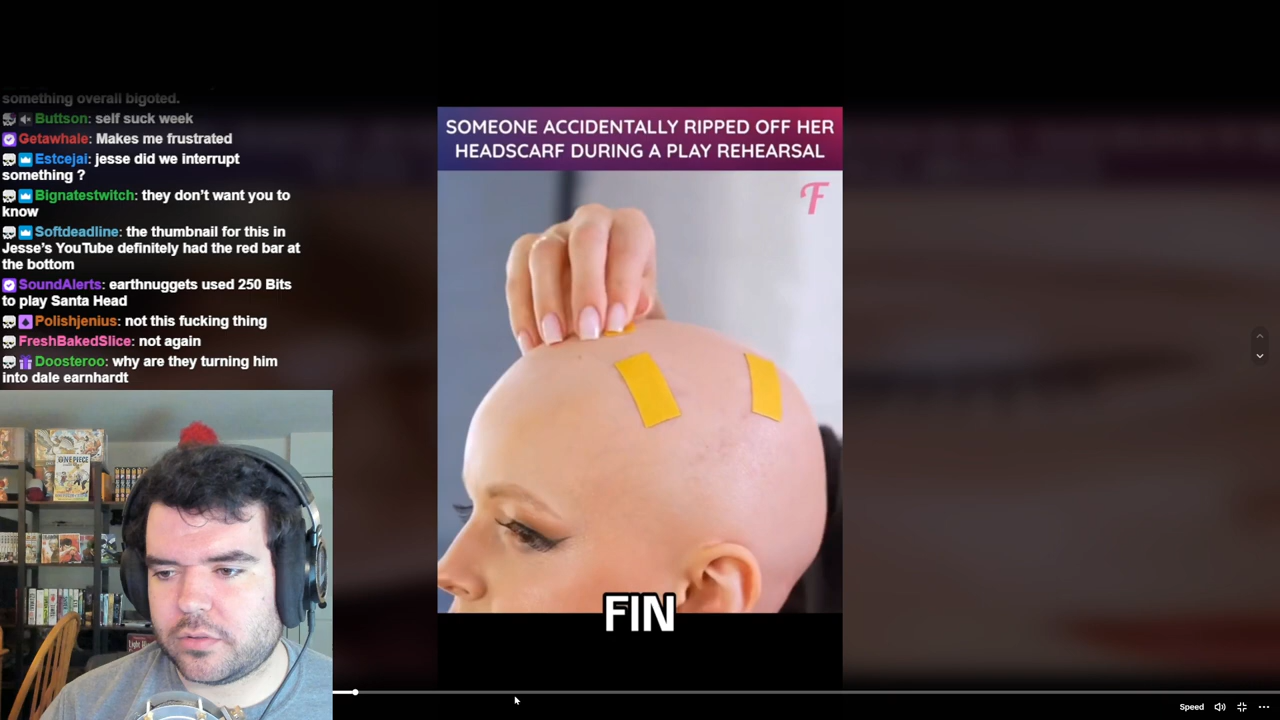 something overall bigoted.
Buttson: self suck week
Getawhale: Makes me frustrated
Estcejai: jesse did we interrupt
something ?
Bignatestwitch: they don’t want you to
know
Softdeadline: the thumbnail for this in
Jesse’s YouTube definitely had the red bar at
the bottom
SoundAlerts: earthnuggets used 250 Bits
to play Santa Head
Polishjenius: not this fucking thing
FreshBakedSlice: not again
Doosteroo: why are they turning him
into dale earnhardt
SOMEONE ACCIDENTALLY RIPPED OFF HER
HEADSCARF DURING A PLAY REHEARSAL
F
FIN
ONE PIECE
Speed